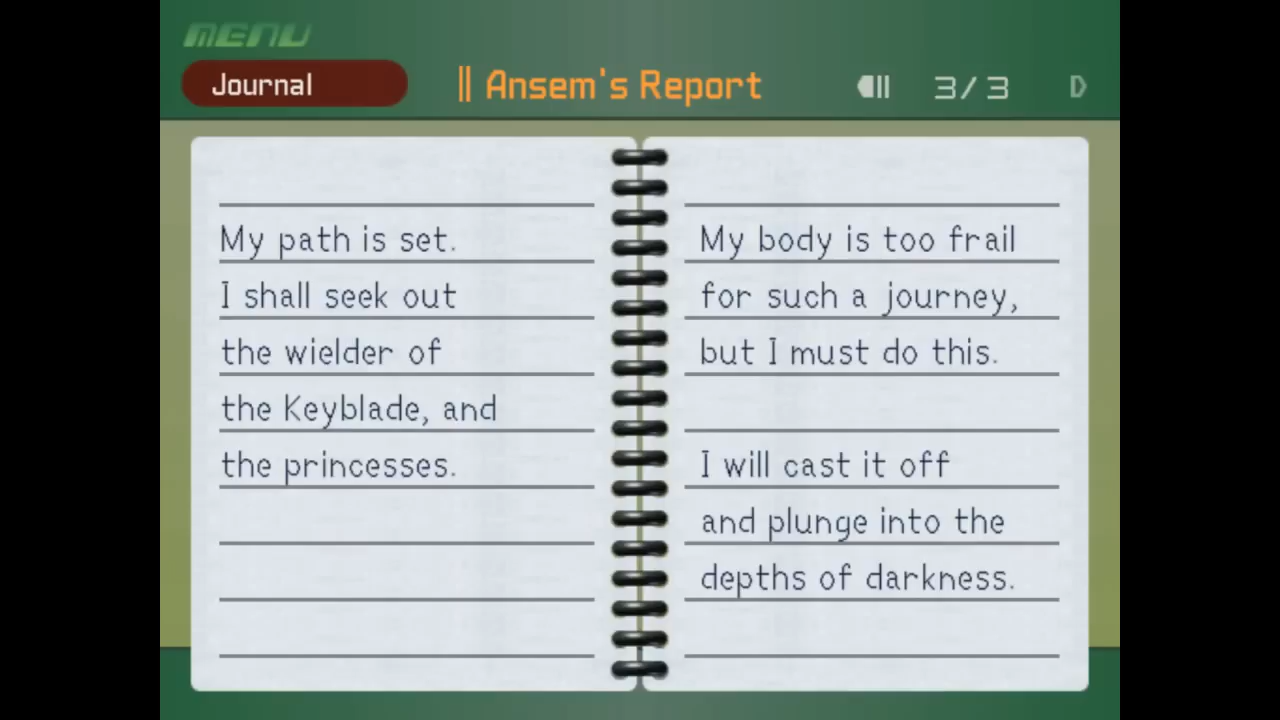 MENU
Journal
Ansem's Report
3/3
My path is set.
I shall seek out
the wielder of
the Keyblade, and
the princesses.
My body is too frail
for such a journey,
but I must do this.
I will cast it off
and plunge into the
depths of darkness.